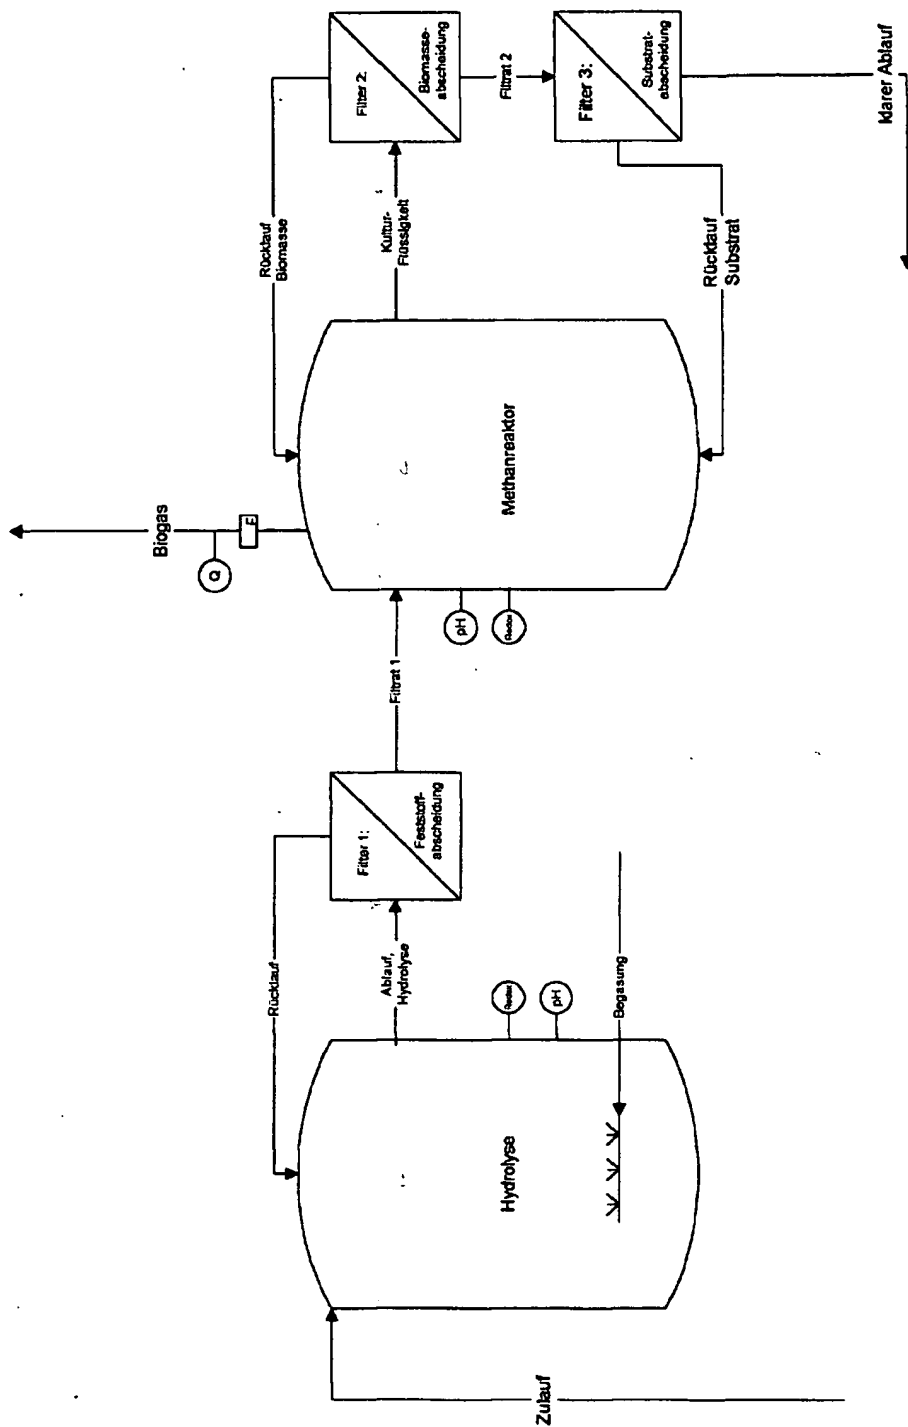 Zulauf
Hydrolyse
Begasung
Redox
pH
Rücklauf
Ablauf,
Hydrolyse
Filter 1:
Feststoff-
abscheidung
Filtrat 1
Methanreaktor
pH
Redox
Q
F
Biogas
Rücklauf
Biomasse
Kultur-
Flüssigkeit
Filter 2:
Biomasse-
abscheidung
Filtrat 2
Filter 3:
Substrat-
abscheidung
Rücklauf
Substrat
klarer Ablauf